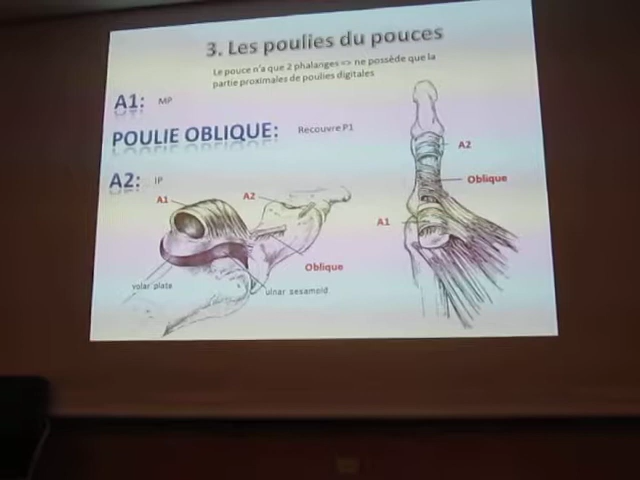 3. Les poulies du pouces
Le pouce n'a que 2 phalanges => ne possède que la
partie proximales de poulies digitales
A1: MP
POULIE OBLIQUE: Recouvre P1
A2: IP
A1
A2
Oblique
volar plate
ulnar sesamoid
A2
Oblique
A1